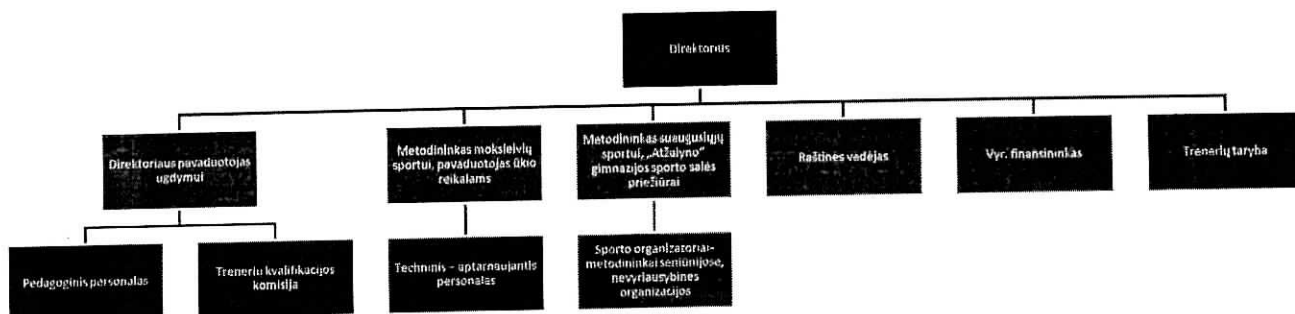 Direktorius
Direktoriaus pavaduotojas
ugdymui
Metodininkas moksleivių
sportui, pavaduotojas ūkio
reikalams
Metodininkas suaugusiųjų
sportui, „Atžalyno”
gimnazijos sporto salės
priežiūrai
Raštinės vedėjas
Vyr. finansininkas
Trenerių taryba
Pedagoginis personalas
Trenerių kvalifikacijos
komisija
Techninis – aptarnaujantis
personalas
Sporto organizatoriai-
metodininkai seniūnijose,
nevyriausybinės
organizacijos